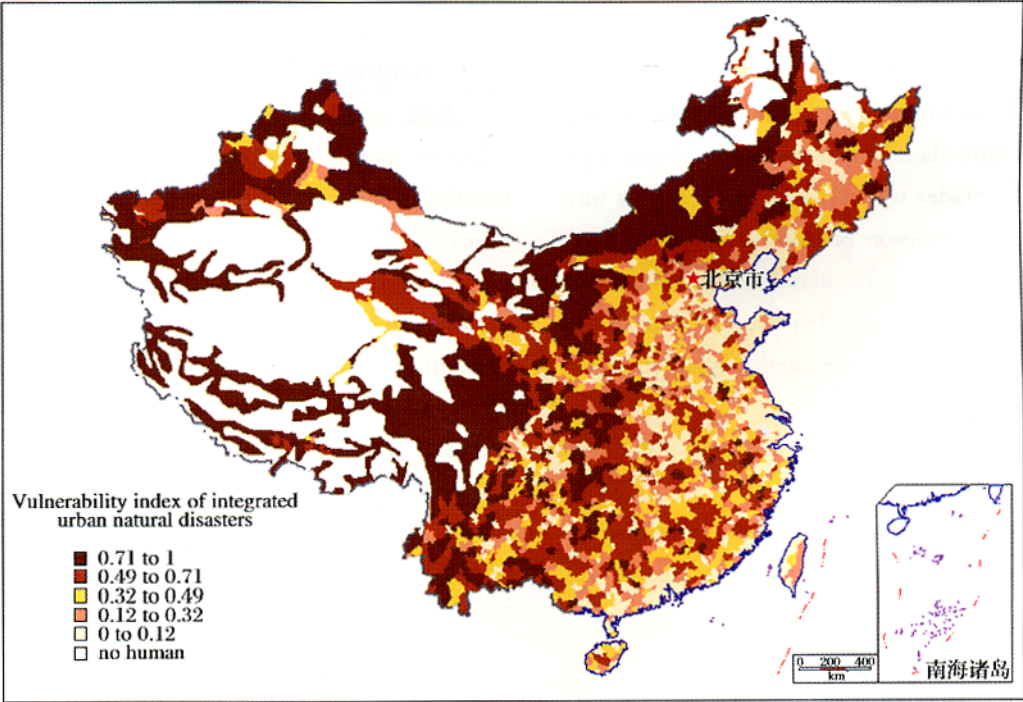 北京市
Vulnerability index of integrated
urban natural disasters
0.71 to 1
0.49 to 0.71
0.32 to 0.49
0.12 to 0.32
0 to 0.12
no human
0 200 400
km
南海诸岛